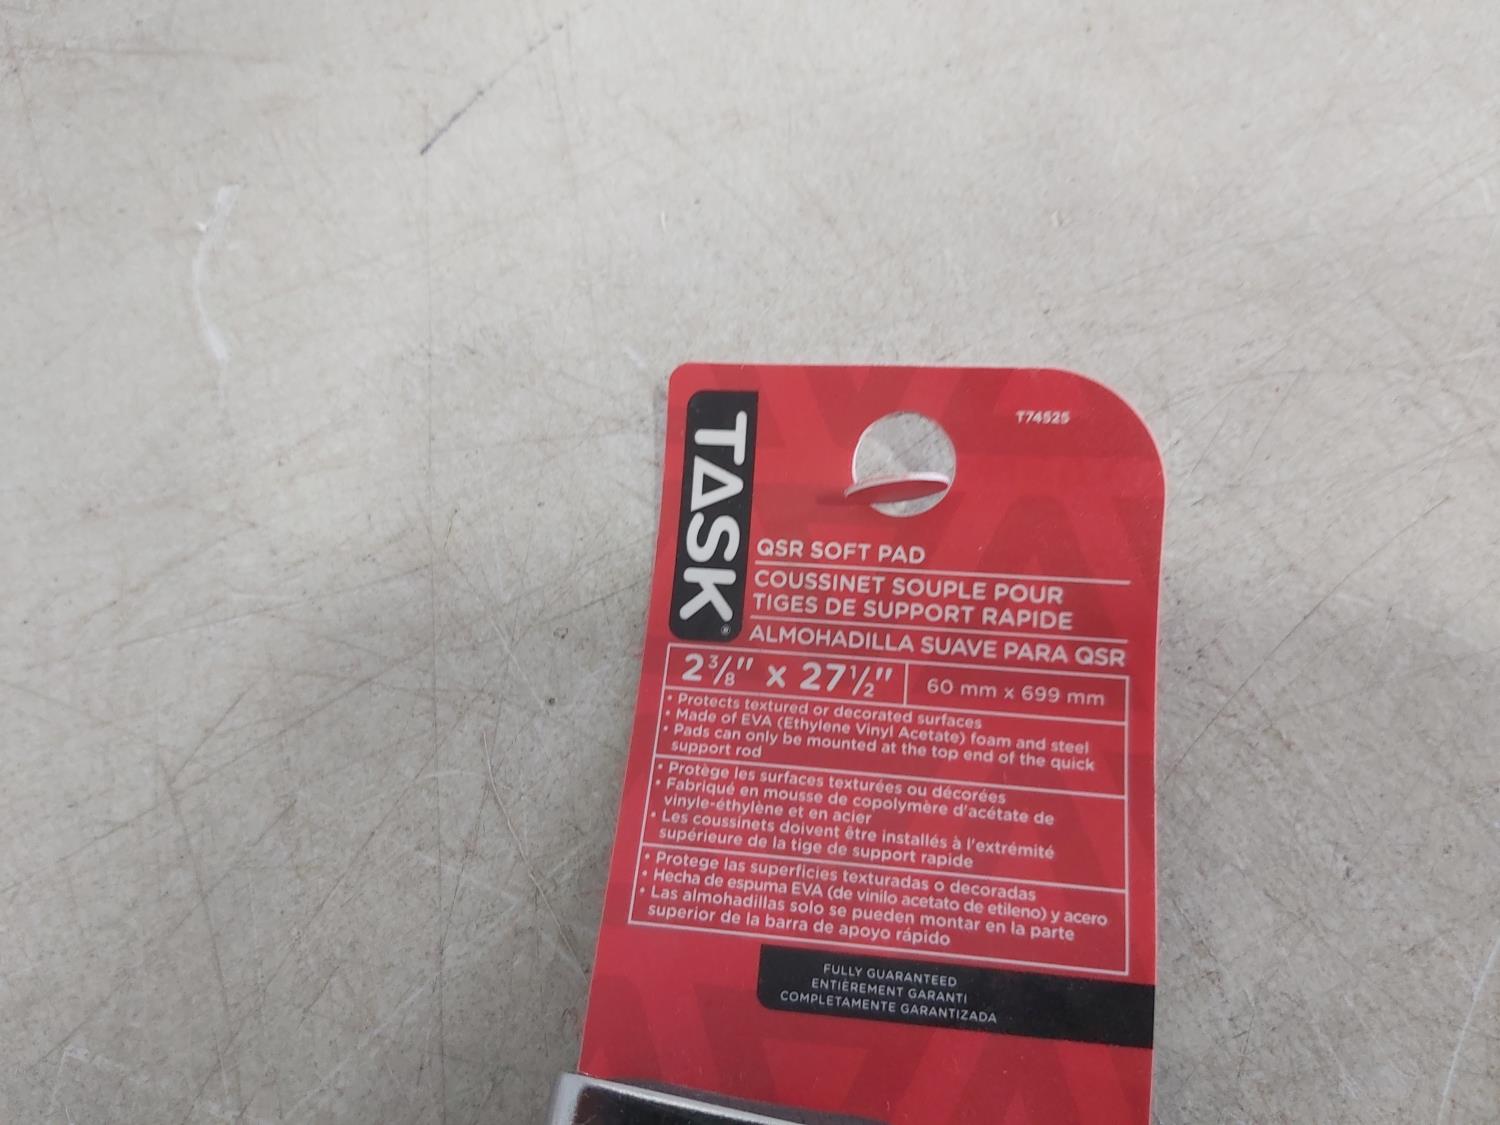 T74525
TASK®
QSR SOFT PAD
COUSSINET SOUPLE POUR
TIGES DE SUPPORT RAPIDE
ALMOHADILLA SUAVE PARA QSR
2 3/8" x 27 1/2"
60 mm x 699 mm
• Protects textured or decorated surfaces
• Made of EVA (Ethylene Vinyl Acetate) foam and steel
• Pads can only be mounted at the top end of the quick
support rod
• Protège les surfaces texturées ou décorées
• Fabriqué en mousse de copolymère d'acétate de
vinyle-éthylène et en acier
• Les coussinets doivent être installés à l'extrémité
supérieure de la tige de support rapide
• Protege las superficies texturadas o decoradas
• Hecha de espuma EVA (de vinilo acetato de etileno) y acero
• Las almohadillas solo se pueden montar en la parte
superior de la barra de apoyo rápido
FULLY GUARANTEED
ENTIÈREMENT GARANTI
COMPLETAMENTE GARANTIZADA